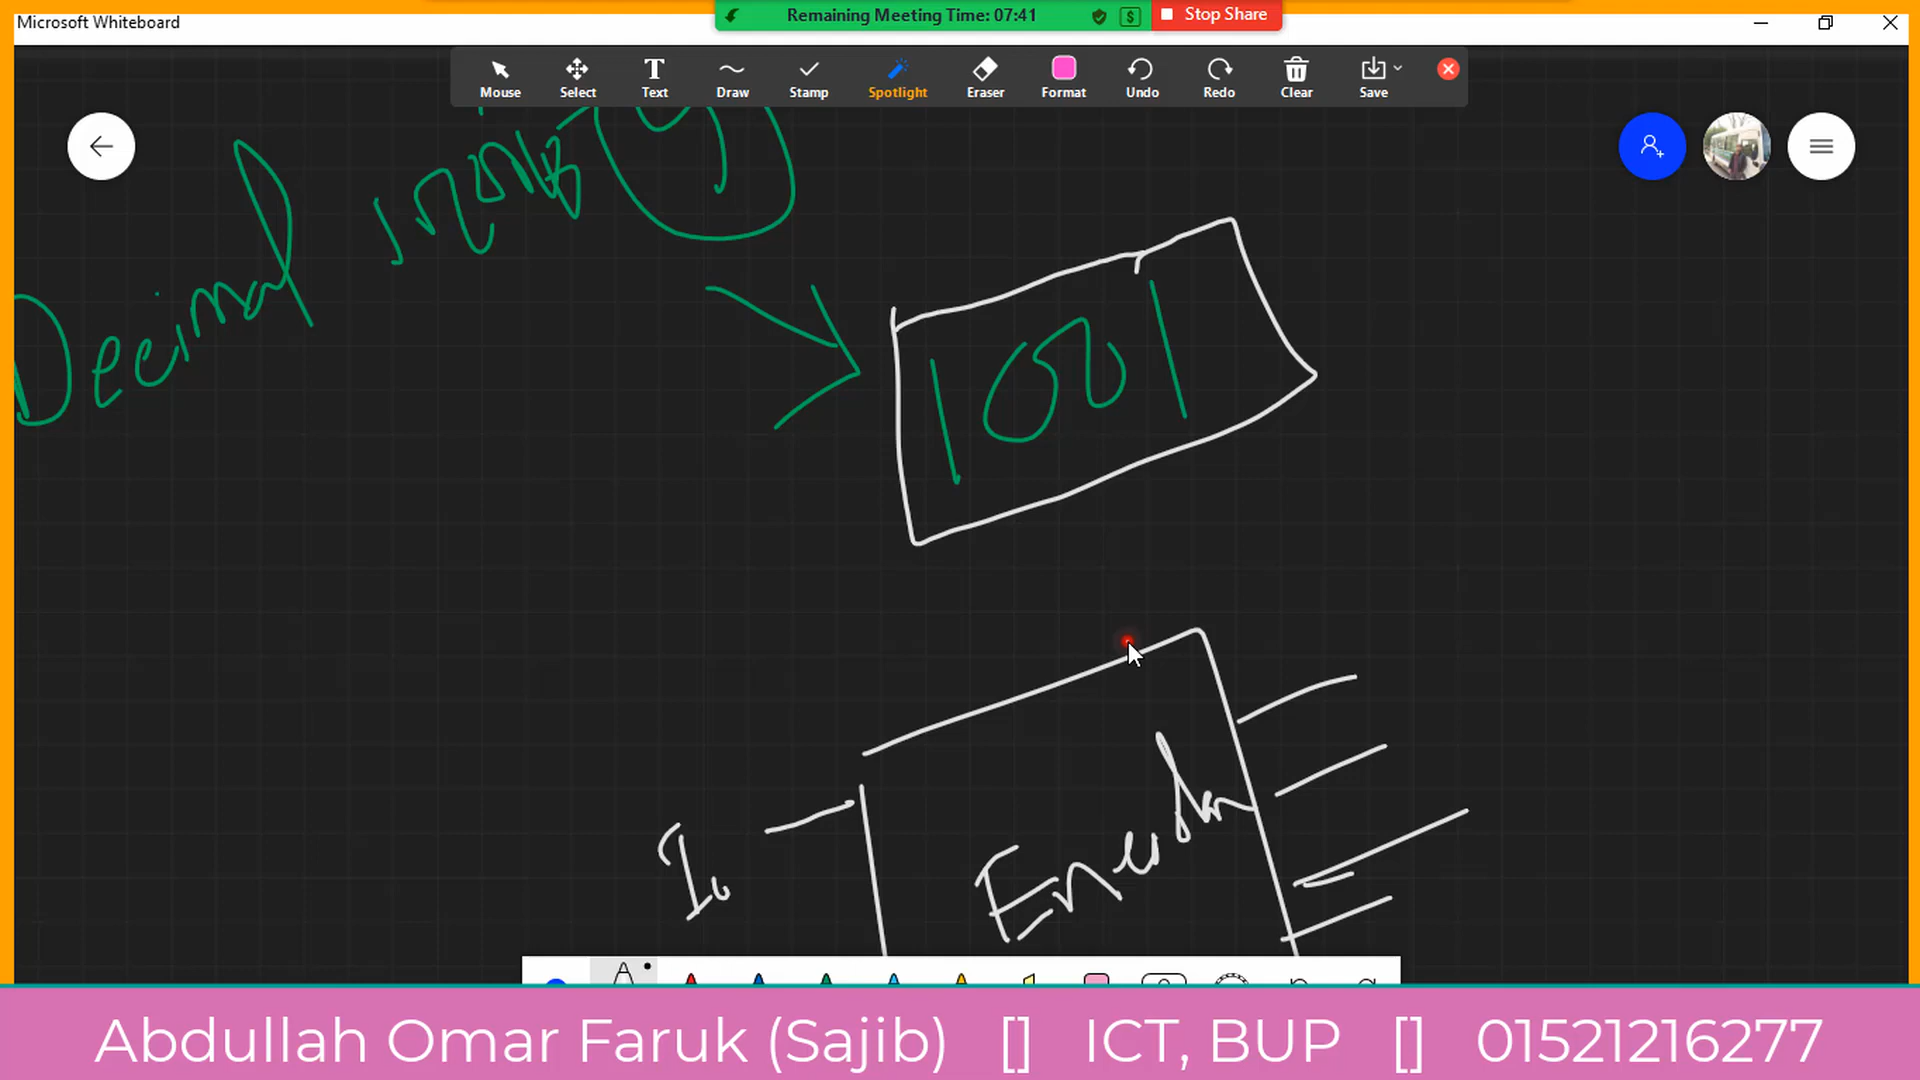 Remaining Meeting Time: 07:41 Stop Share
Microsoft Whiteboard
Mouse Select Text Draw Stamp Spotlight Eraser Format Undo Redo Clear Save
Decimal
1001
Abdullah Omar Faruk (Sajib) [] ICT, BUP [] 01521216277